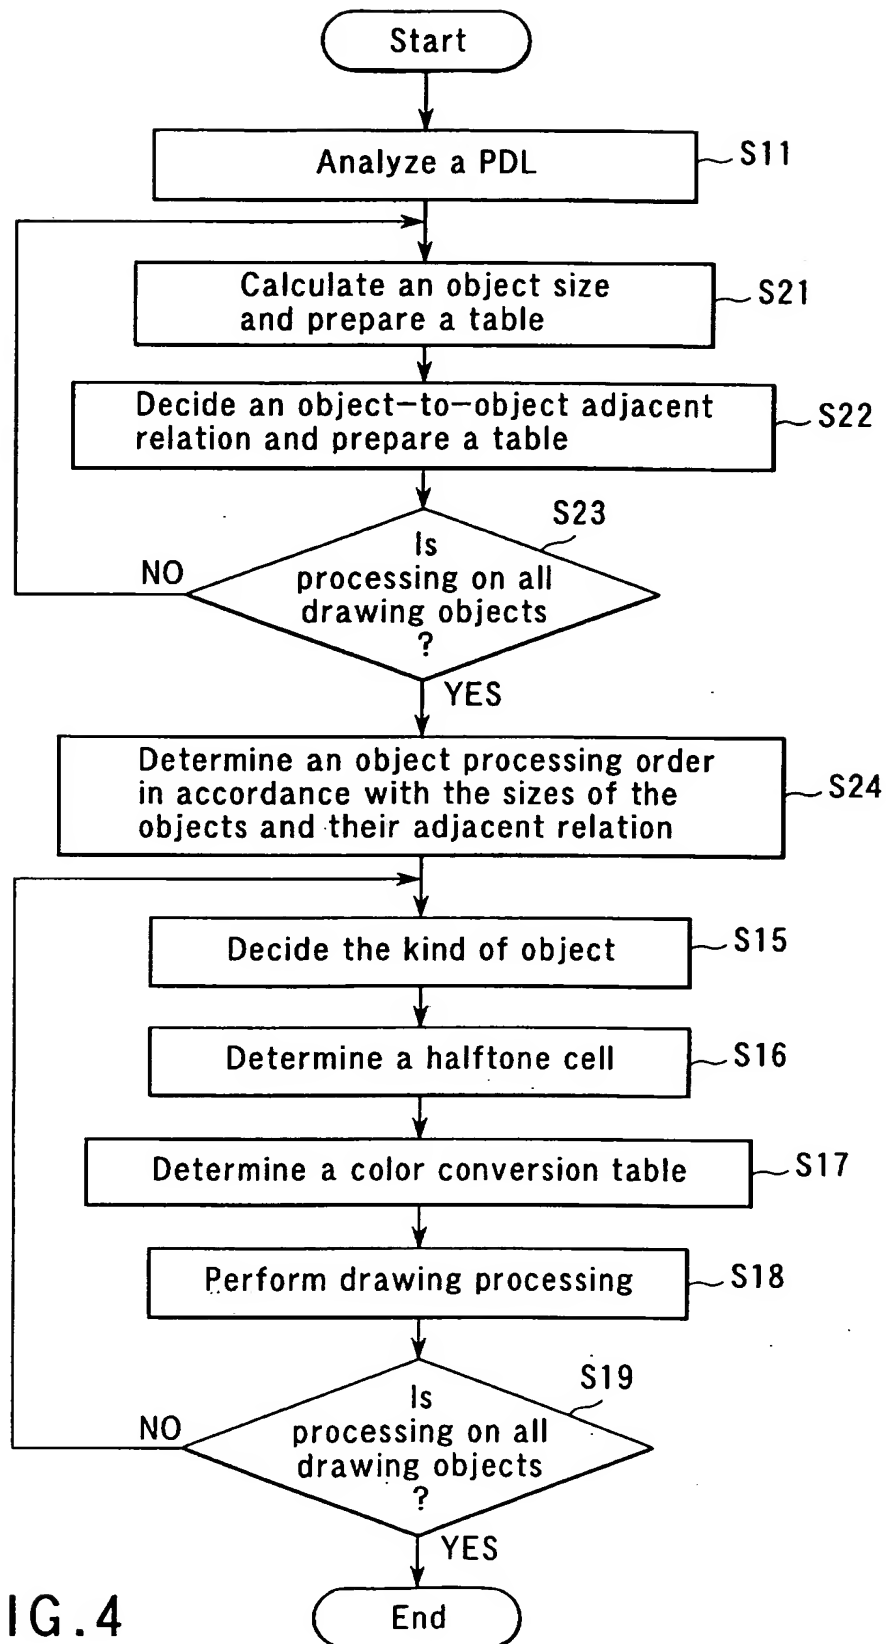 Start
Analyze a PDL
S11
Calculate an object size
and prepare a table
S21
Decide an object-to-object adjacent
relation and prepare a table
S22
S23
Is
processing on all
drawing objects
?
NO
YES
Determine an object processing order
in accordance with the sizes of the
objects and their adjacent relation
S24
Decide the kind of object
S15
Determine a halftone cell
S16
Determine a color conversion table
S17
Perform drawing processing
S18
S19
Is
processing on all
drawing objects
?
NO
YES
End
IG.4